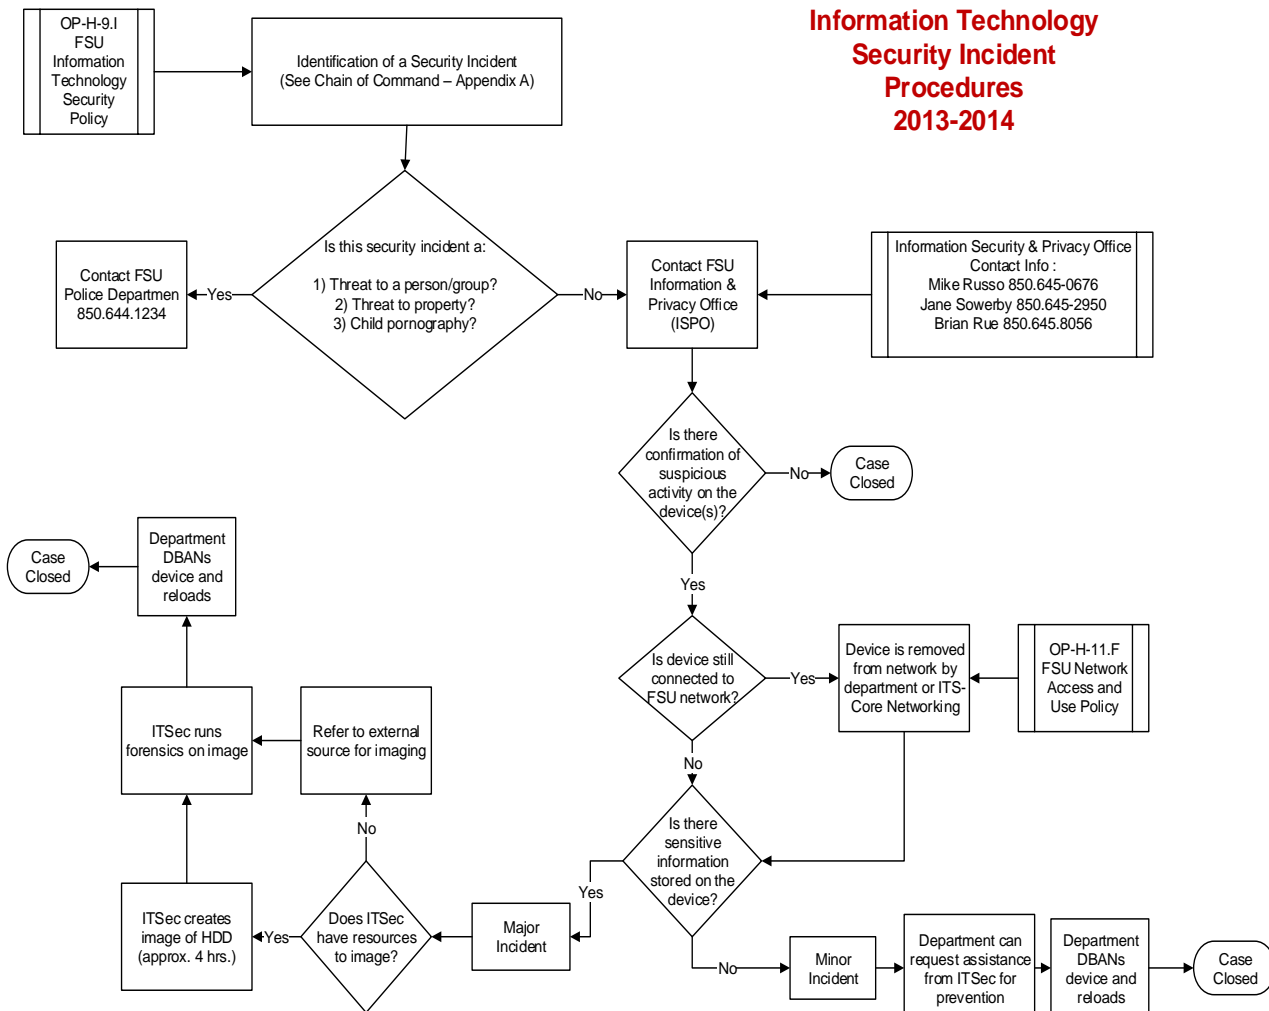 Information Technology
Security Incident
Procedures
2013-2014
OP-H-9.I
FSU
Information
Technology
Security
Policy
Identification of a Security Incident
(See Chain of Command – Appendix A)
Is this security incident a:
1) Threat to a person/group?
2) Threat to property?
3) Child pornography?
Yes
Contact FSU
Police Departmen
850.644.1234
No
Contact FSU
Information &
Privacy Office
(ISPO)
Information Security & Privacy Office
Contact Info :
Mike Russo 850.645-0676
Jane Sowerby 850.645-2950
Brian Rue 850.645.8056
Is there
confirmation of
suspicious
activity on the
device(s)?
No
Case
Closed
Yes
Is device still
connected to
FSU network?
Yes
Device is removed
from network by
department or ITS-
Core Networking
OP-H-11.F
FSU Network
Access and
Use Policy
No
Is there
sensitive
information
stored on the
device?
Yes
Major
Incident
Does ITSec
have resources
to image?
No
Refer to external
source for imaging
Yes
ITSec creates
image of HDD
(approx. 4 hrs.)
ITSec runs
forensics on image
Department
DBANs
device and
reloads
Case
Closed
No
Minor
Incident
Department can
request assistance
from ITSec for
prevention
Department
DBANs
device and
reloads
Case
Closed